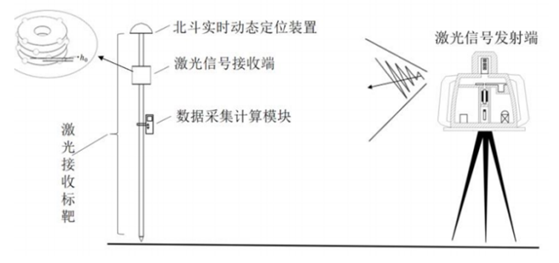 北斗实时动态定位装置
激光信号接收端
h₀
数据采集计算模块
激光接收标靶
激光信号发射端